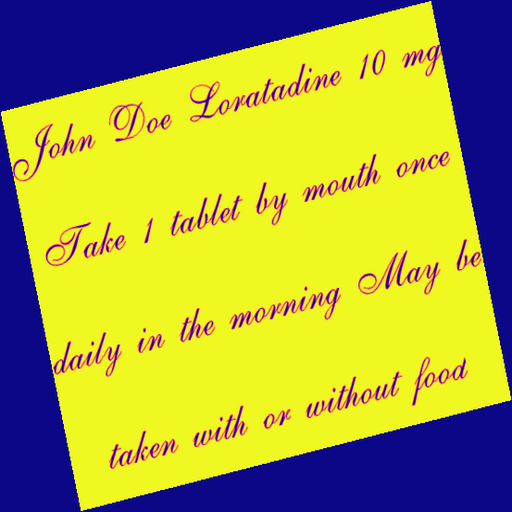 John Doe Loratadine 10 mg
Take 1 tablet by mouth once
daily in the morning May be
taken with or without food